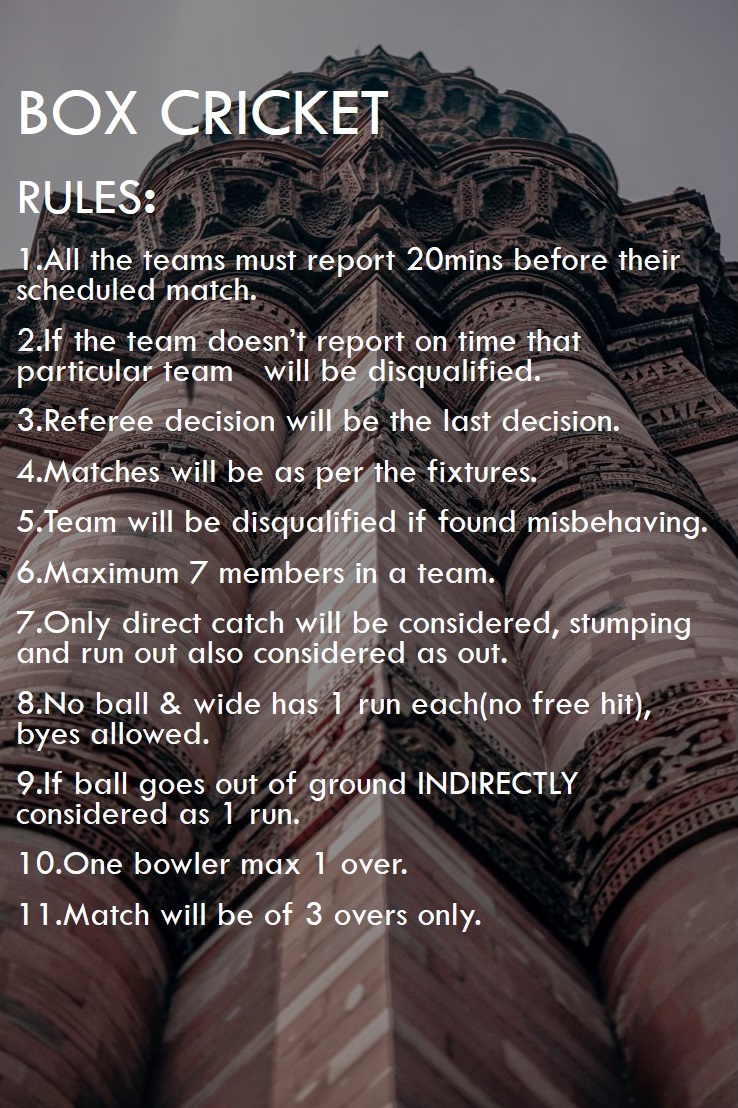 BOX CRICKET
RULES:
1.All the teams must report 20mins before their
scheduled match.
2.If the team doesn’t report on time that
particular team   will be disqualified.
3.Referee decision will be the last decision.
4.Matches will be as per the fixtures.
5.Team will be disqualified if found misbehaving.
6.Maximum 7 members in a team.
7.Only direct catch will be considered, stumping
and run out also considered as out.
8.No ball & wide has 1 run each(no free hit),
byes allowed.
9.If ball goes out of ground INDIRECTLY
considered as 1 run.
10.One bowler max 1 over.
11.Match will be of 3 overs only.